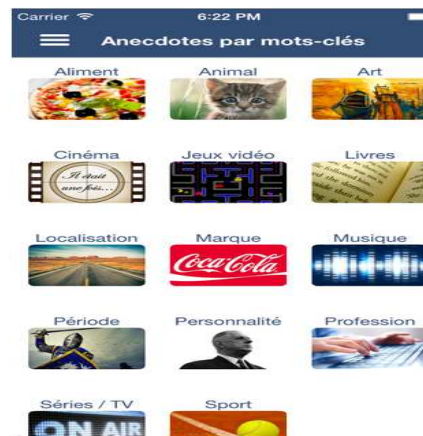 Carrier 6:22 PM
Anecdotes par mots-clés
Aliment Animal Art
Cinéma Jeux vidéo Livres
Il était
une fois...
Localisation Marque Musique
Coca-Cola
Période Personnalité Profession
Séries / TV Sport
ON AIR